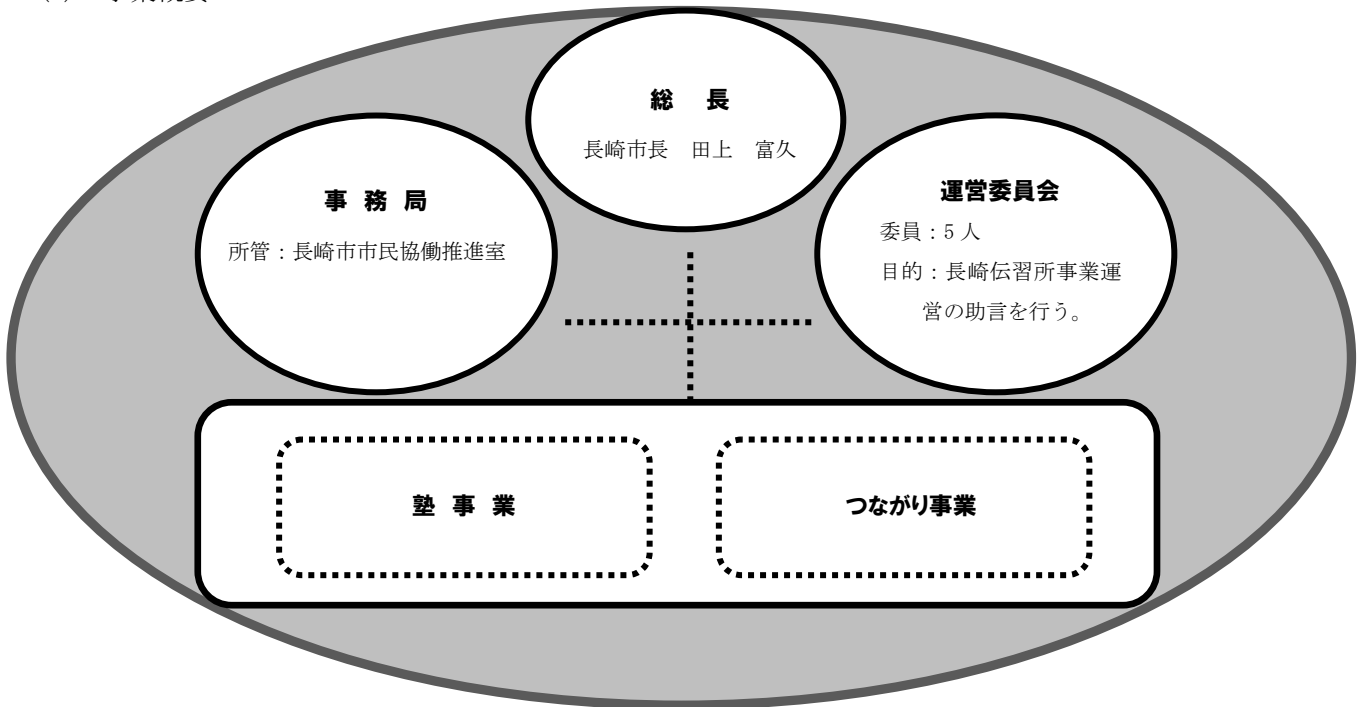 総 長
長崎市長 田上 富久
事 務 局
所管：長崎市市民協働推進室
運営委員会
委員：5 人
目的：長崎伝習所事業運
営の助言を行う。
塾 事 業
つながり事業